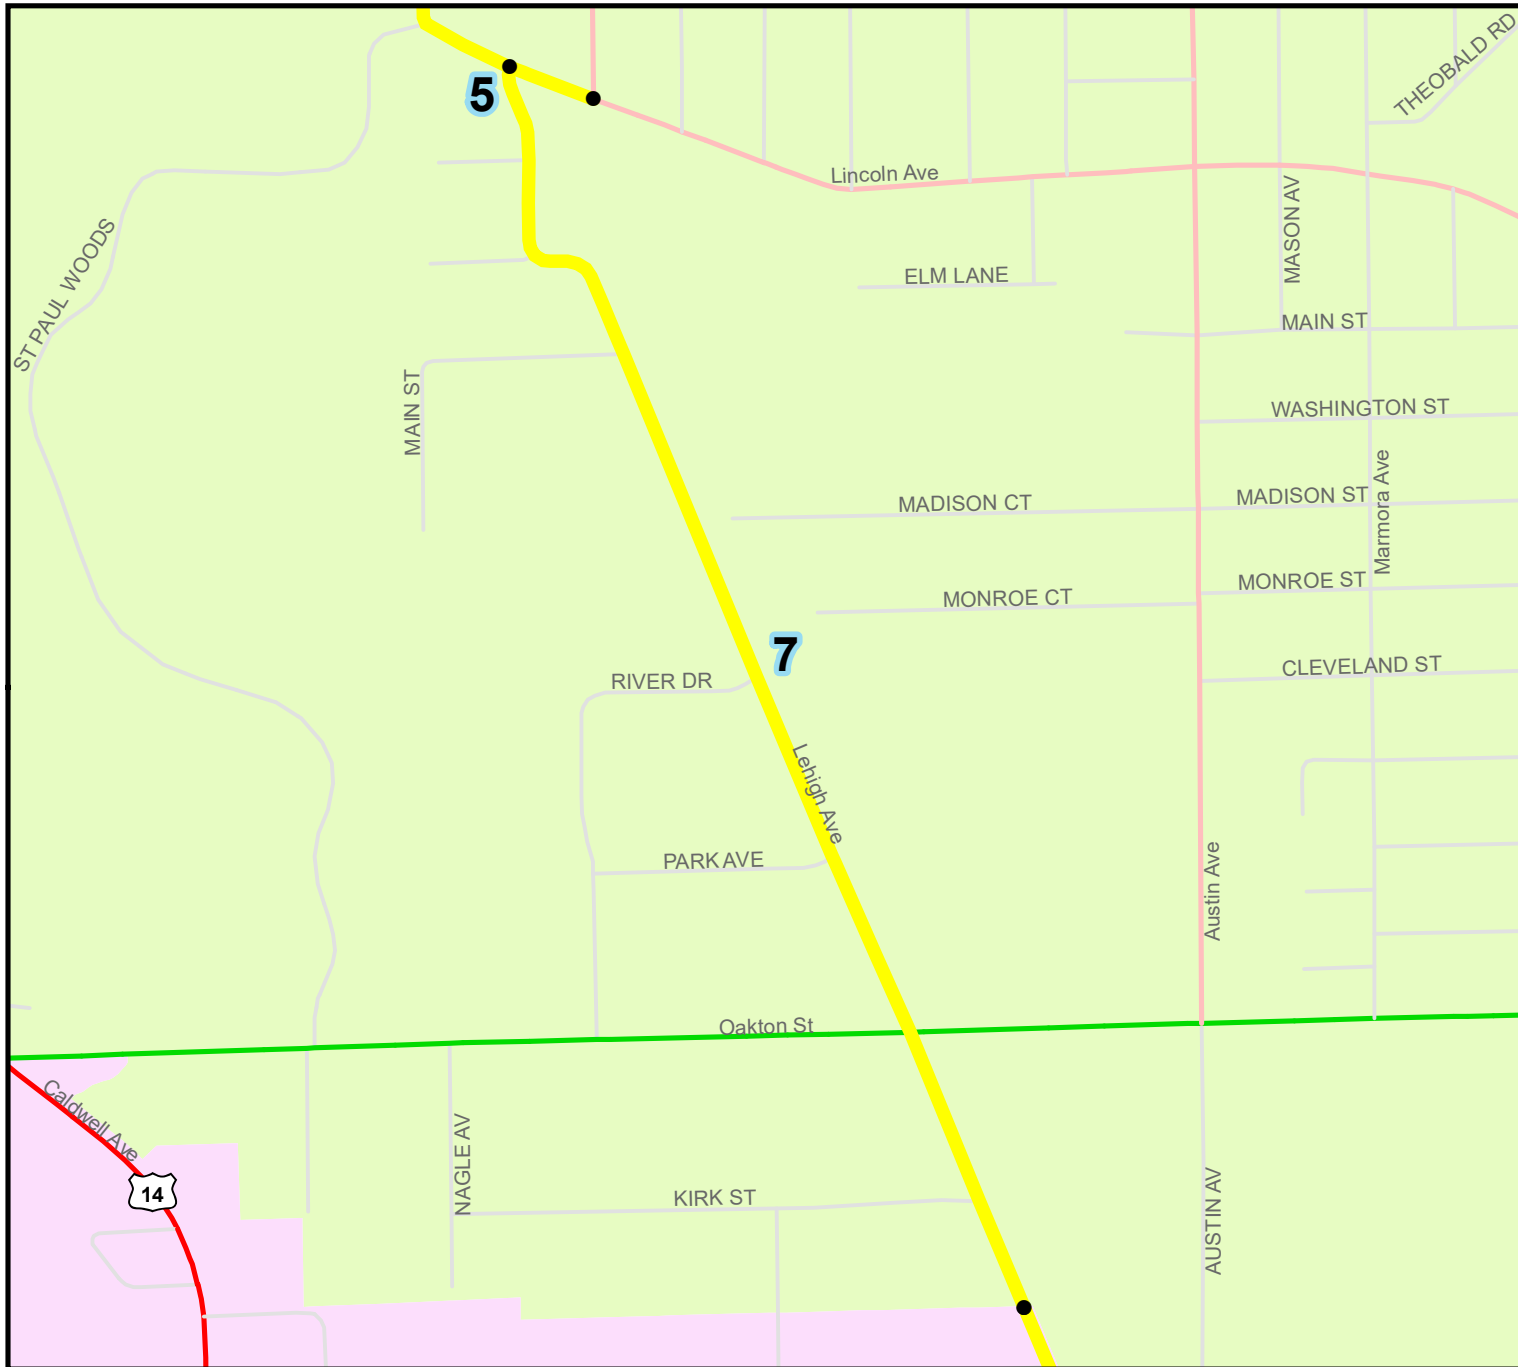 THEOBALD RD
5
Lincoln Ave
MASON AV
ST PAUL WOODS
ELM LANE
MAIN ST
MAIN ST
WASHINGTON ST
Marmora Ave
MADISON CT
MADISON ST
MONROE CT
MONROE ST
7
RIVER DR
CLEVELAND ST
Lehigh Ave
PARK AVE
Austin Ave
Oakton St
Caldwell Ave
14
NAGLE AV
KIRK ST
AUSTIN AV